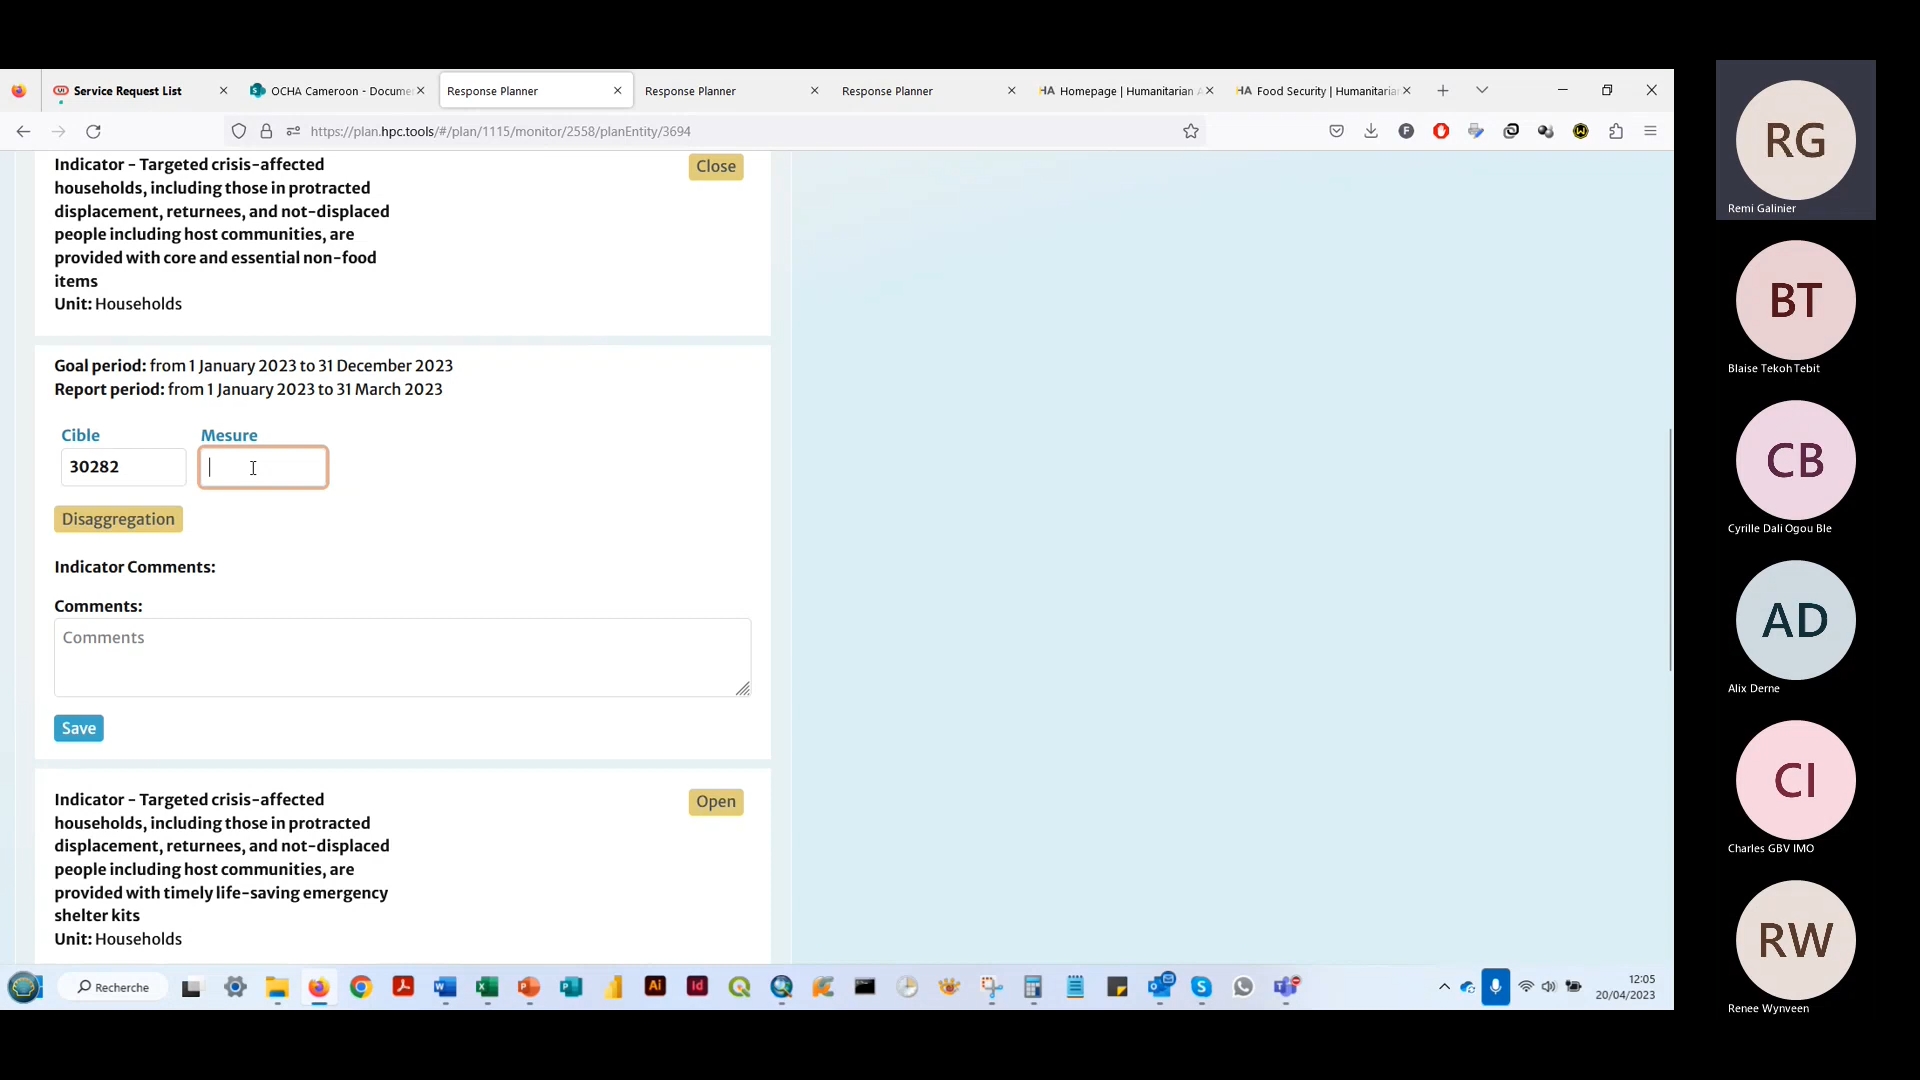 Service Request List
OCHA Cameroon - Docume
Response Planner
Response Planner
Response Planner
Homepage | Humanitarian A
Food Security | Humanitaria
https://plan.hpc.tools/#/plan/1115/monitor/2558/planEntity/3694
Indicator - Targeted crisis-affected
households, including those in protracted
displacement, returnees, and not-displaced
people including host communities, are
provided with core and essential non-food
items
Unit: Households
Close
Goal period: from 1 January 2023 to 31 December 2023
Report period: from 1 January 2023 to 31 March 2023
Cible
Mesure
30282
Disaggregation
Indicator Comments:
Comments:
Comments
Save
Indicator - Targeted crisis-affected
households, including those in protracted
displacement, returnees, and not-displaced
people including host communities, are
provided with timely life-saving emergency
shelter kits
Unit: Households
Open
Recherche
12:05
20/04/2023
RG
Remi Galinier
BT
Blaise Tekoh Tebit
CB
Cyrille Dali Ogou Ble
AD
Alix Derne
CI
Charles GBV IMO
RW
Renee Wynveen